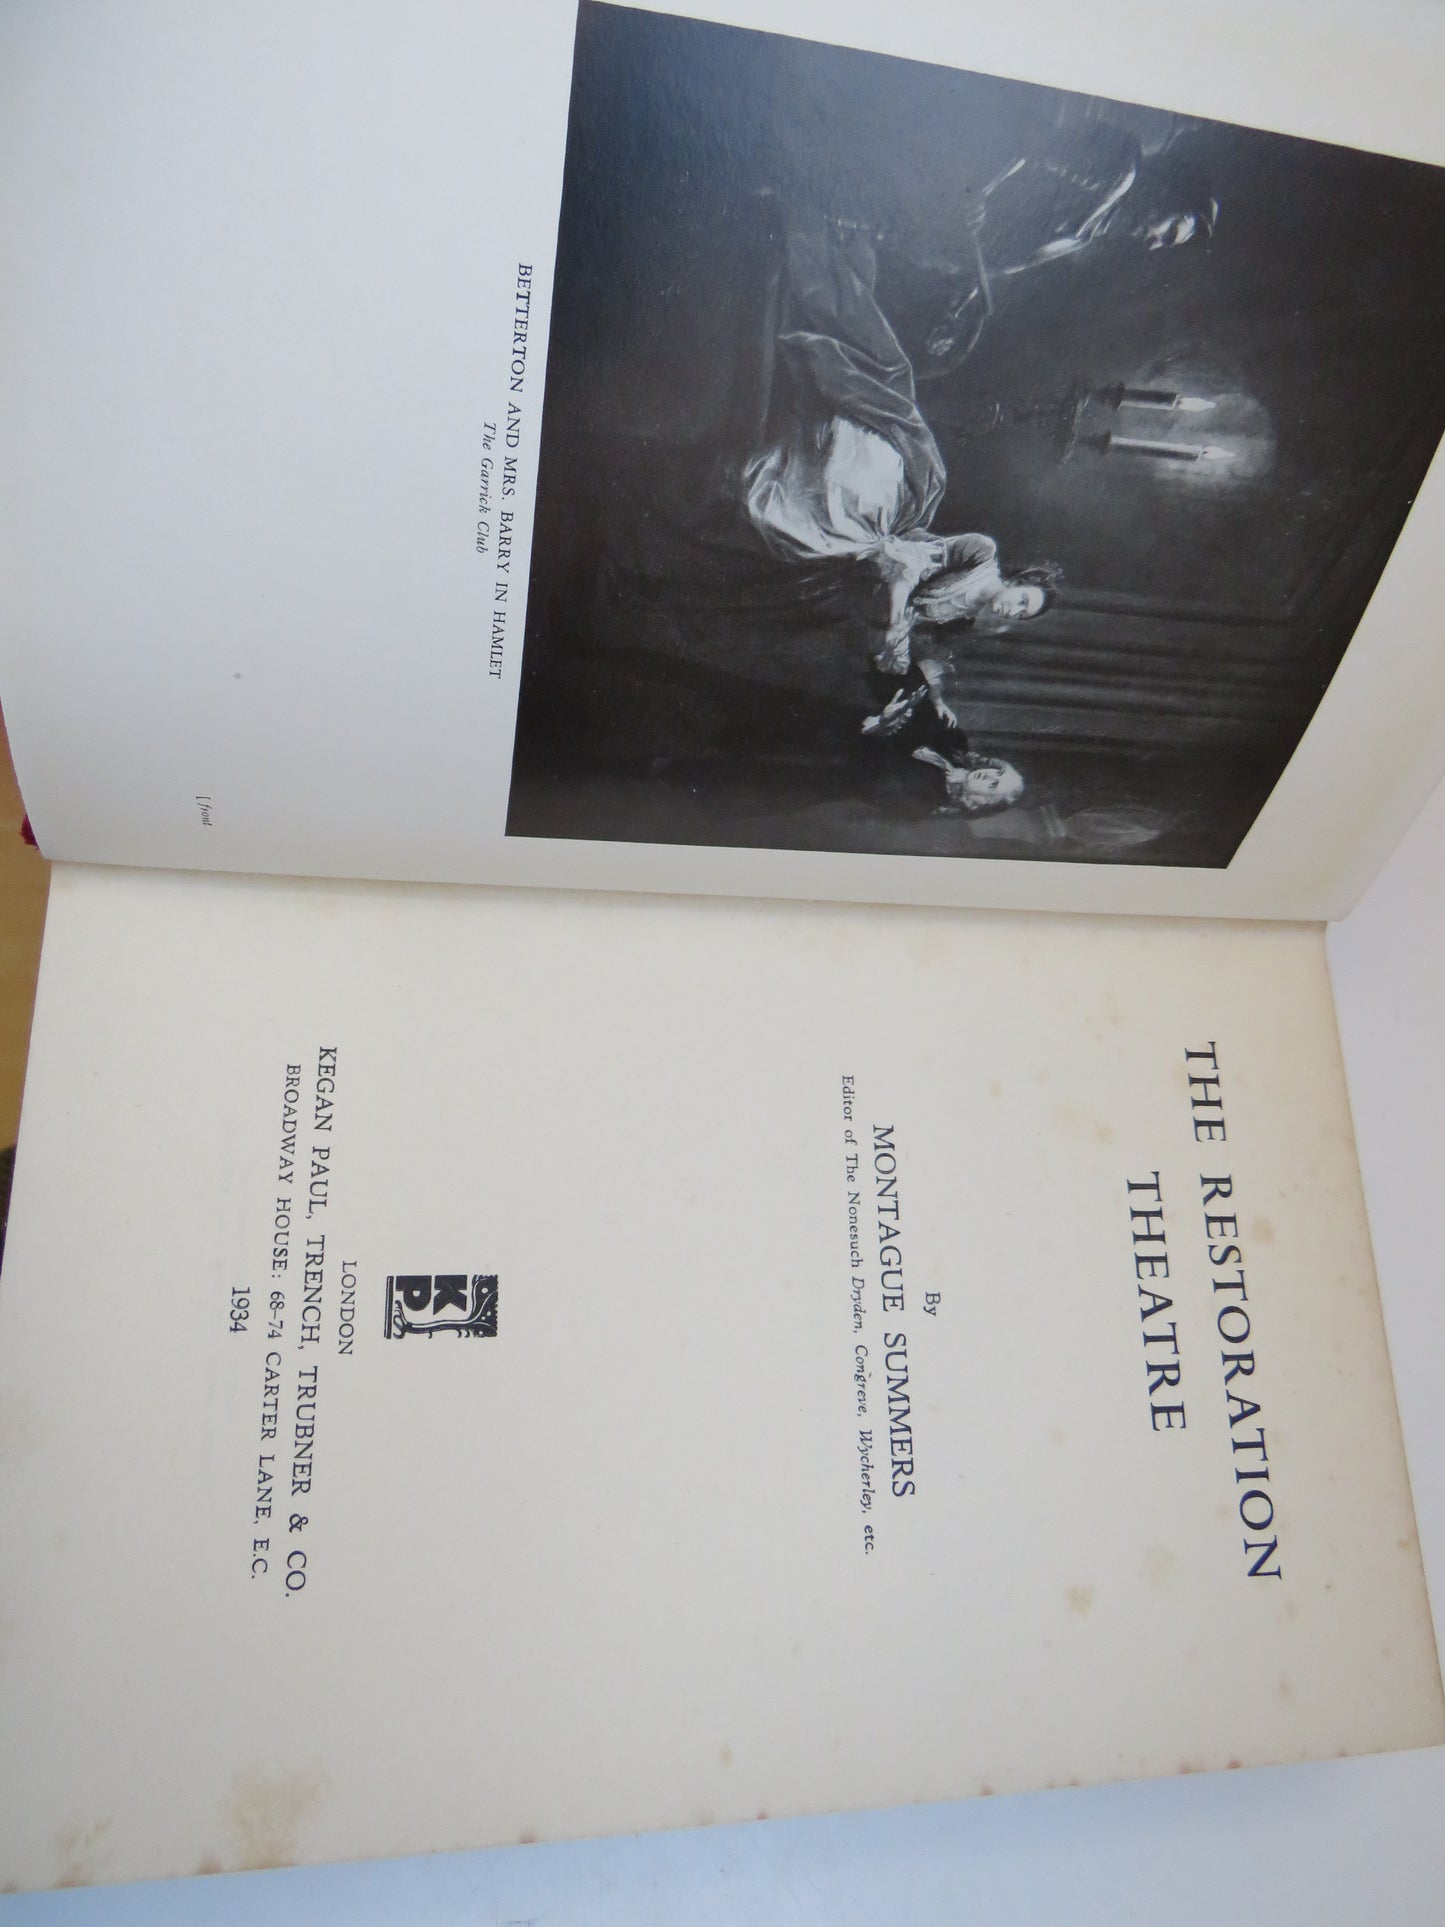 BETTERTON AND MRS. BARRY IN HAMLET
The Garrick Club
[front
THE RESTORATION
THEATRE
By
MONTAGUE SUMMERS
Editor of The Nonesuch Dryden, Congreve, Wycherley, etc.
K
P
LONDON
KEGAN PAUL, TRENCH, TRUBNER & CO.
BROADWAY HOUSE: 68-74 CARTER LANE, E.C.
1934